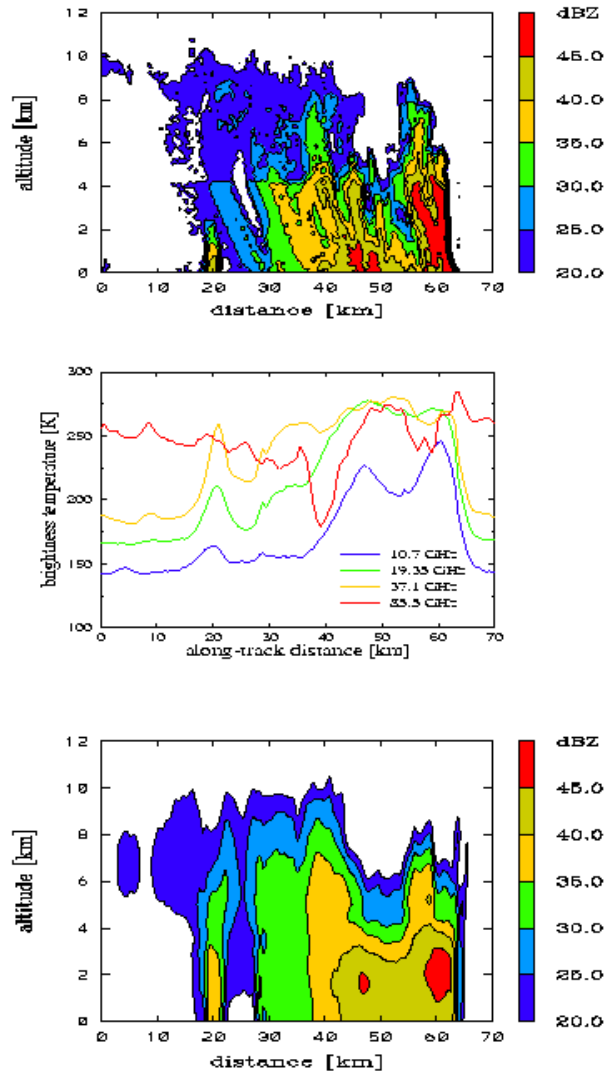 dBZ
12
10
8
6
4
2
0
altitude [km]
45.0
40.0
35.0
30.0
25.0
20.0
0 10 20 30 40 50 60 70
distance [km]
300
250
200
150
100
brightness temperature [K]
10.7 GHz
19.35 GHz
37.1 GHz
85.5 GHz
0 10 20 30 40 50 60 70
along-track distance [km]
dBZ
12
10
8
6
4
2
0
altitude [km]
45.0
40.0
35.0
30.0
25.0
20.0
0 10 20 30 40 50 60 70
distance [km]